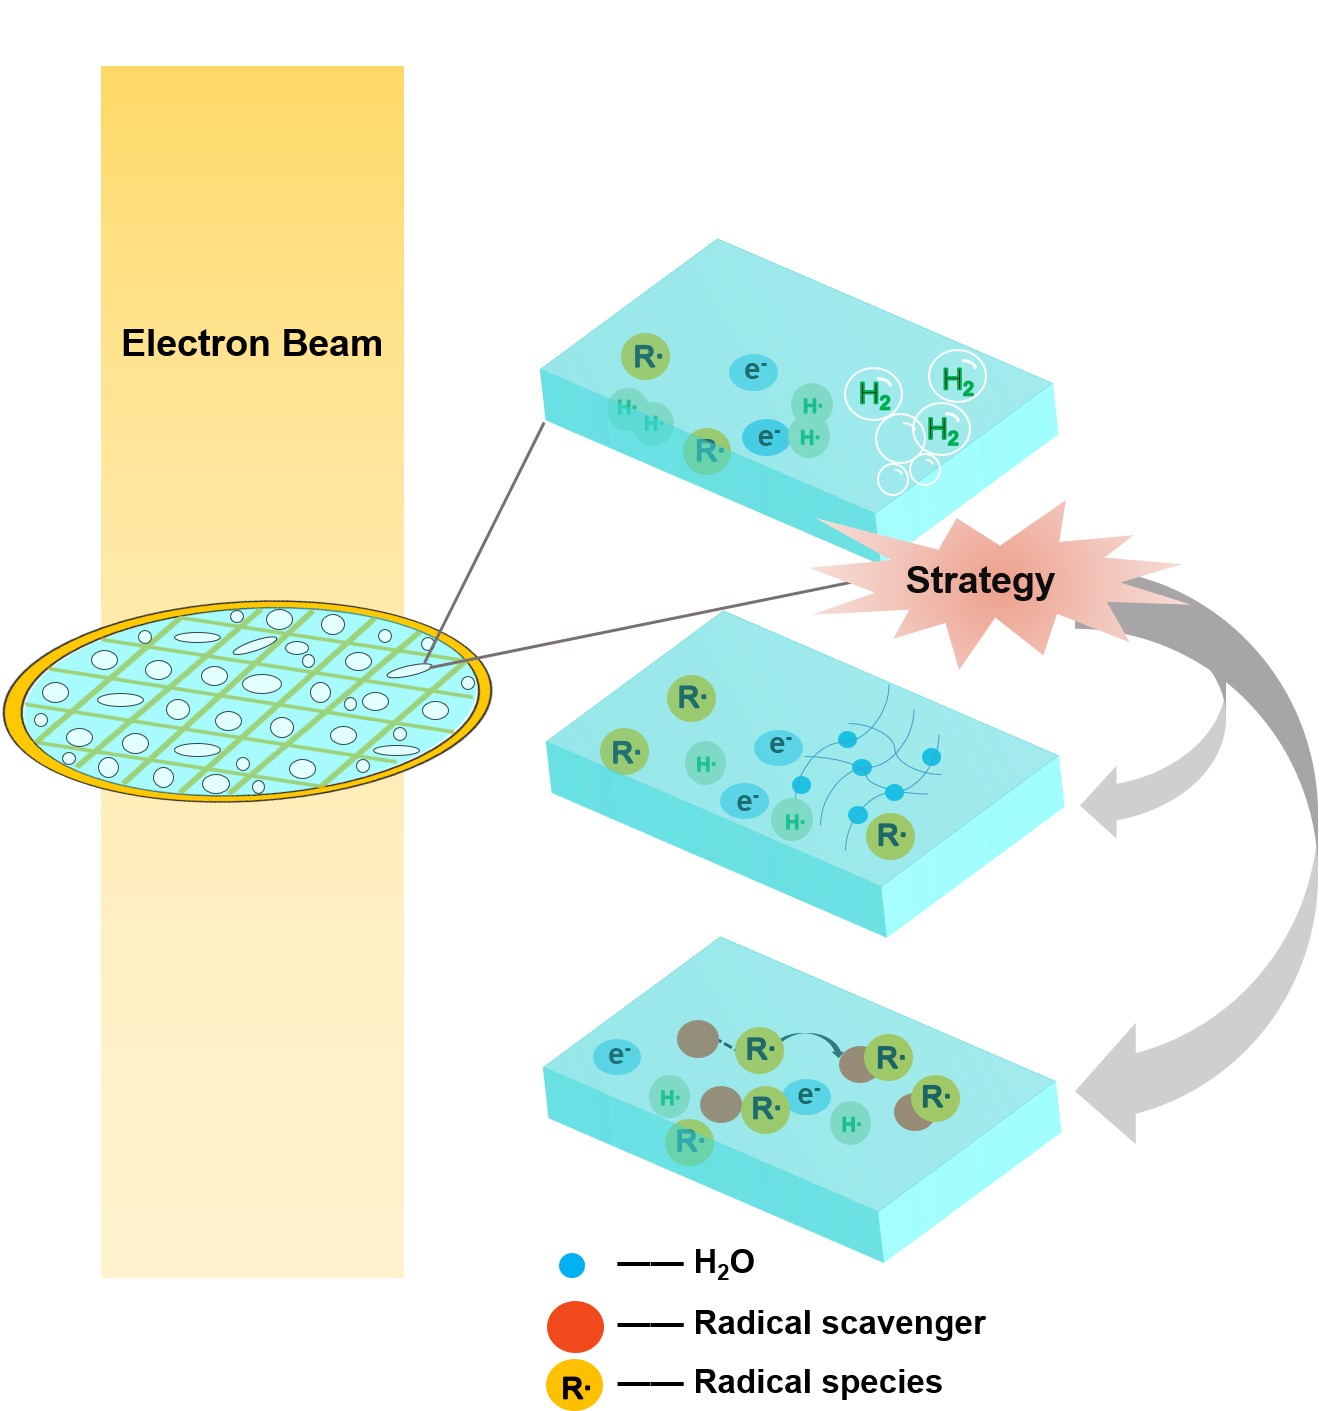 Electron Beam
R·
e⁻
H₂
H₂
H·
H·
H·
H₂
R·
e⁻
H·
Strategy
R·
R·
e⁻
H·
e⁻
H·
R·
e⁻
R·
R·
H·
R·
e⁻
R·
H·
R·
—— H₂O
—— Radical scavenger
R· —— Radical species